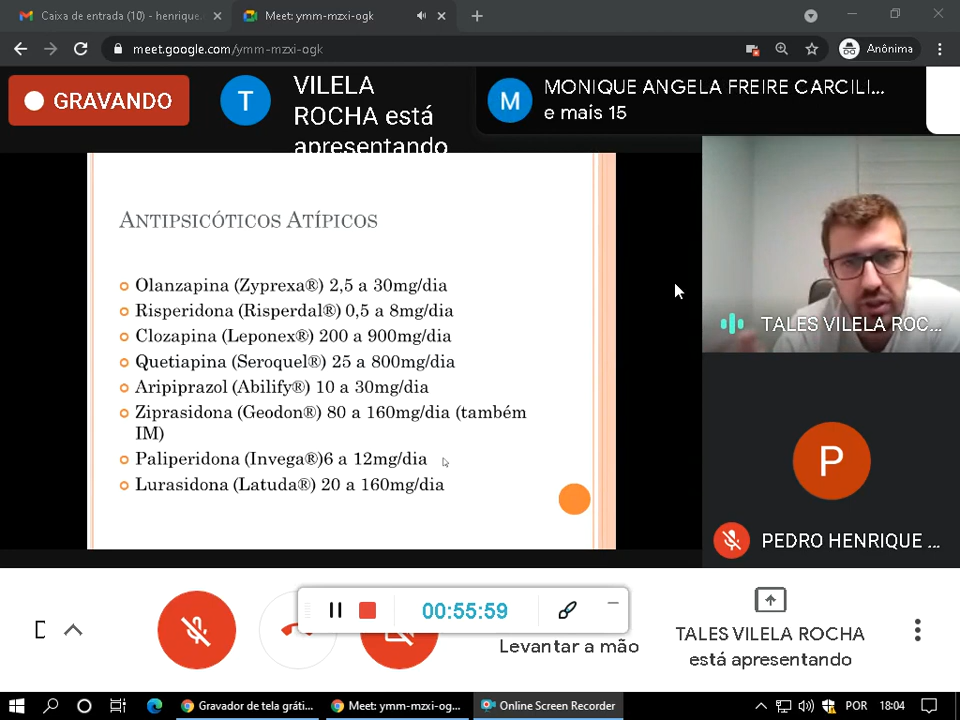 Caixa de entrada (10) - henrique.
Meet: ymm-mzxi-ogk
meet.google.com/ymm-mzxi-ogk
Anônima
GRAVANDO
T
VILELA
ROCHA está
apresentando
M
MONIQUE ANGELA FREIRE CARCILI...
e mais 15
ANTIPSICÓTICOS ATÍPICOS
Olanzapina (Zyprexa®) 2,5 a 30mg/dia
Risperidona (Risperdal®) 0,5 a 8mg/dia
Clozapina (Leponex®) 200 a 900mg/dia
Quetiapina (Seroquel®) 25 a 800mg/dia
Aripiprazol (Abilify®) 10 a 30mg/dia
Ziprasidona (Geodon®) 80 a 160mg/dia (também
IM)
Paliperidona (Invega®)6 a 12mg/dia
Lurasidona (Latuda®) 20 a 160mg/dia
TALES VILELA ROC...
P
PEDRO HENRIQUE ...
00:55:59
Levantar a mão
TALES VILELA ROCHA
está apresentando
Gravador de tela gráti...
Meet: ymm-mzxi-og...
Online Screen Recorder
POR
18:04